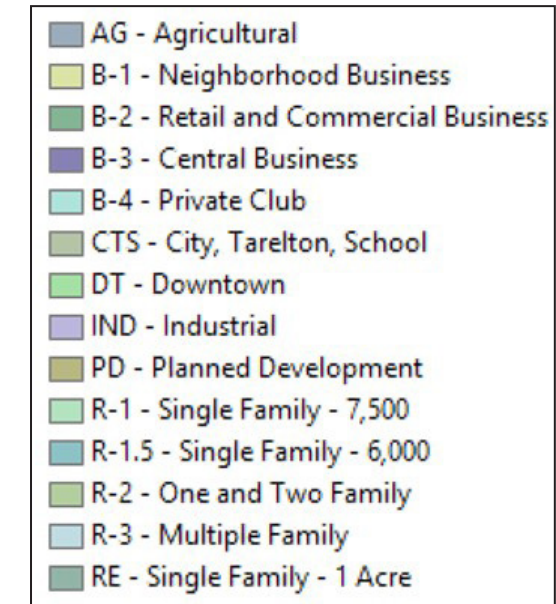 AG - Agricultural
B-1 - Neighborhood Business
B-2 - Retail and Commercial Business
B-3 - Central Business
B-4 - Private Club
CTS - City, Tarelton, School
DT - Downtown
IND - Industrial
PD - Planned Development
R-1 - Single Family - 7,500
R-1.5 - Single Family - 6,000
R-2 - One and Two Family
R-3 - Multiple Family
RE - Single Family - 1 Acre